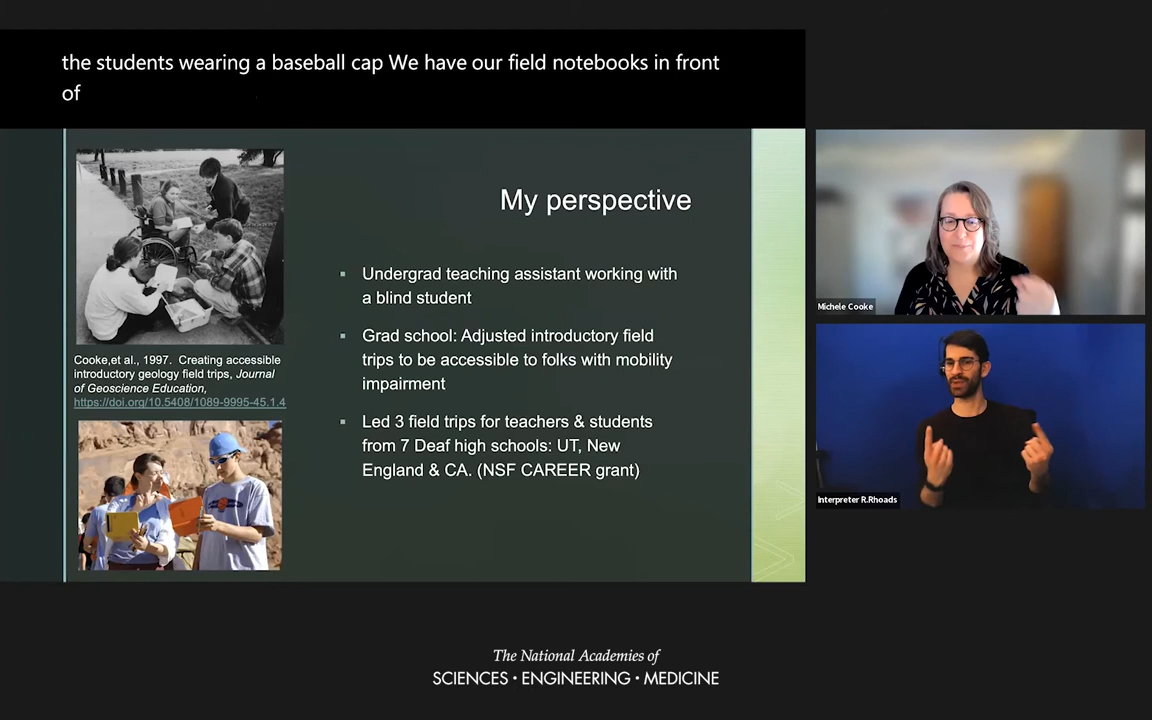 the students wearing a baseball cap We have our field notebooks in front
of
My perspective
Undergrad teaching assistant working with
a blind student
Grad school: Adjusted introductory field
trips to be accessible to folks with mobility
impairment
Led 3 field trips for teachers & students
from 7 Deaf high schools: UT, New
England & CA. (NSF CAREER grant)
Cooke,et al., 1997. Creating accessible
introductory geology field trips, Journal
of Geoscience Education,
https://doi.org/10.5408/1089-9995-45.1.4
Michele Cooke
Interpreter R.Rhoads
The National Academies of
SCIENCES • ENGINEERING • MEDICINE